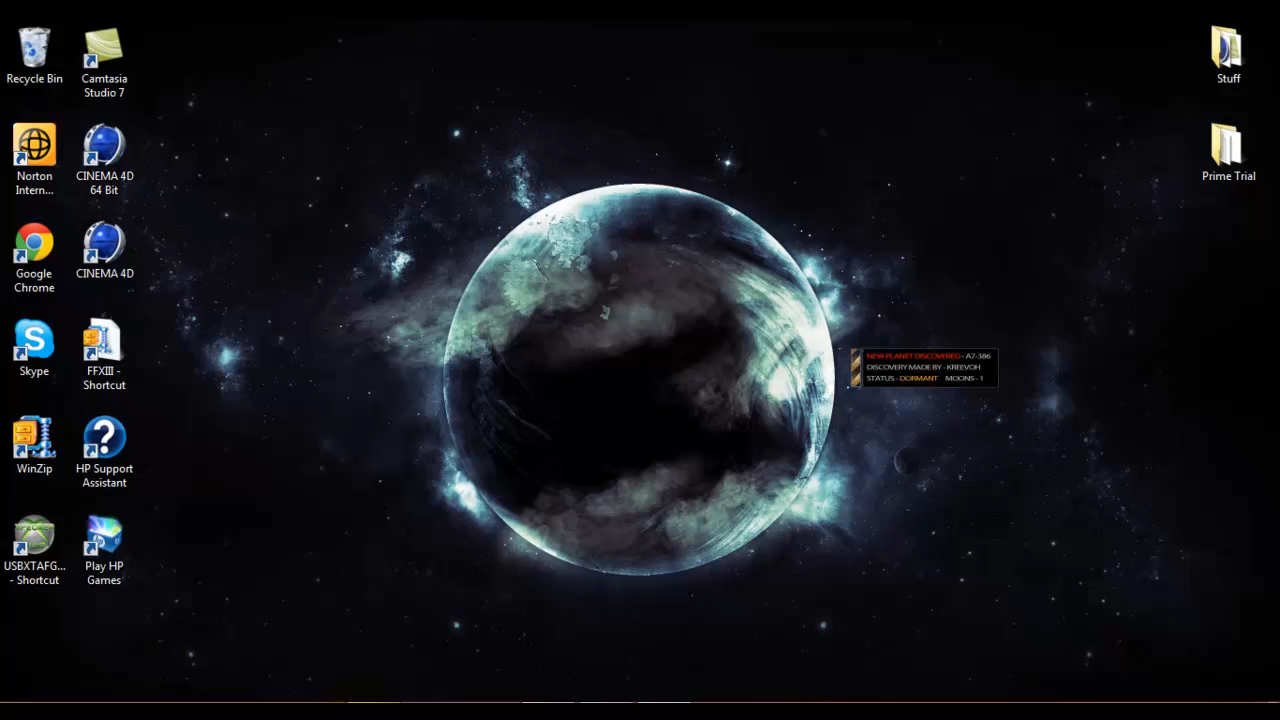 Recycle Bin
Camtasia
Studio 7
Norton
Intern...
CINEMA 4D
64 Bit
Google
Chrome
CINEMA 4D
Skype
FFXIII -
Shortcut
WinZip
HP Support
Assistant
USBXTAFG...
- Shortcut
Play HP
Games
NEW PLANET DISCOVERED - A7-386
DISCOVERY MADE BY - KREEVOH
STATUS - DORMANT MOONS - 1
Stuff
Prime Trial